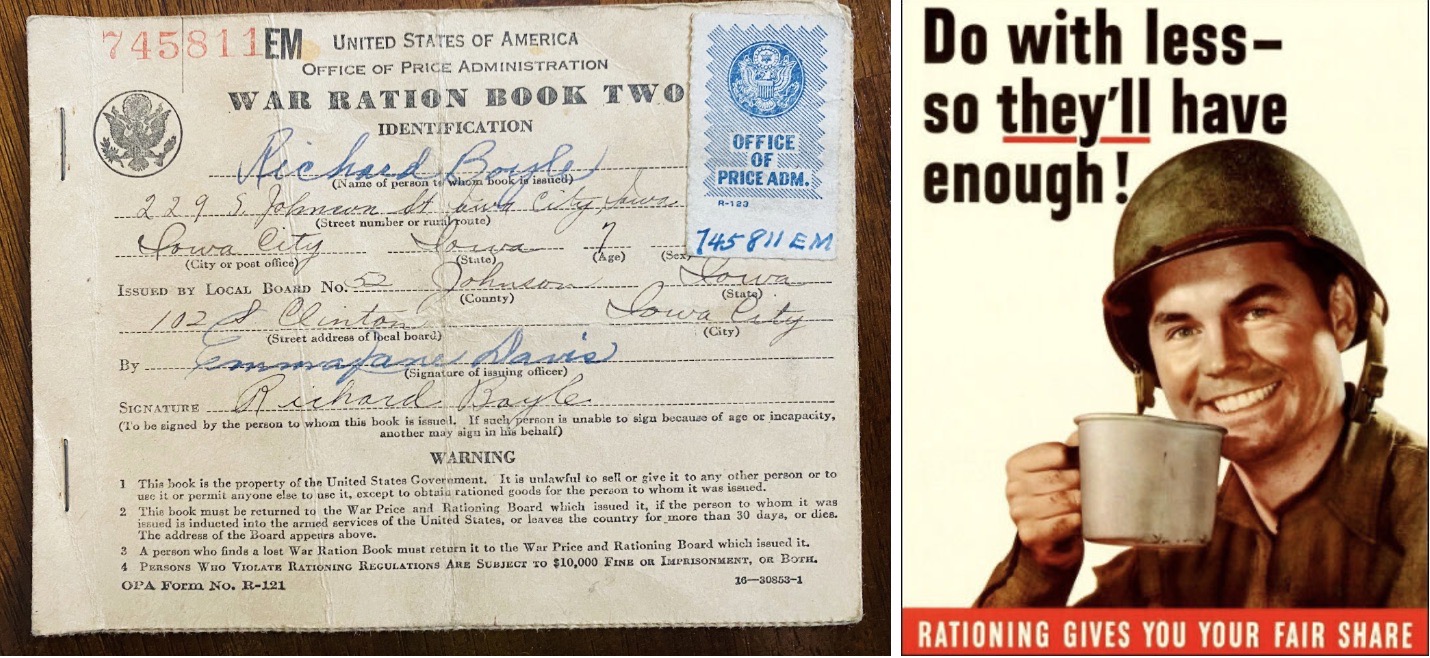 745811EM
UNITED STATES OF AMERICA
OFFICE OF PRICE ADMINISTRATION
WAR RATION BOOK TWO
IDENTIFICATION
Richard Boyle
(Name of person to whom book is issued)
229 S. Johnson St Iowa City, Iowa
(Street number or rural route)
Iowa City Iowa 7
(City or post office) (State) (Age) (Sex)
ISSUED BY LOCAL BOARD No. 52 Johnson Iowa
(County) (State)
102 S Clinton Iowa City
(Street address of local board) (City)
By Emma Jane Davis
(Signature of issuing officer)
SIGNATURE Richard Boyle
(To be signed by the person to whom this book is issued. If such person is unable to sign because of age or incapacity,
another may sign in his behalf)
WARNING
1 This book is the property of the United States Government. It is unlawful to sell or give it to any other person or to
use it or permit anyone else to use it, except to obtain rationed goods for the person to whom it was issued.
2 This book must be returned to the War Price and Rationing Board which issued it, if the person to whom it was
issued is inducted into the armed services of the United States, or leaves the country for more than 30 days, or dies.
The address of the Board appears above.
3 A person who finds a lost War Ration Book must return it to the War Price and Rationing Board which issued it.
4 PERSONS WHO VIOLATE RATIONING REGULATIONS ARE SUBJECT TO $10,000 FINE OR IMPRISONMENT, OR BOTH.
OPA Form No. R-121 16—30853-1
OFFICE
OF
PRICE ADM.
R-123
745811 EM
Do with less–
so they'll have
enough!
RATIONING GIVES YOU YOUR FAIR SHARE